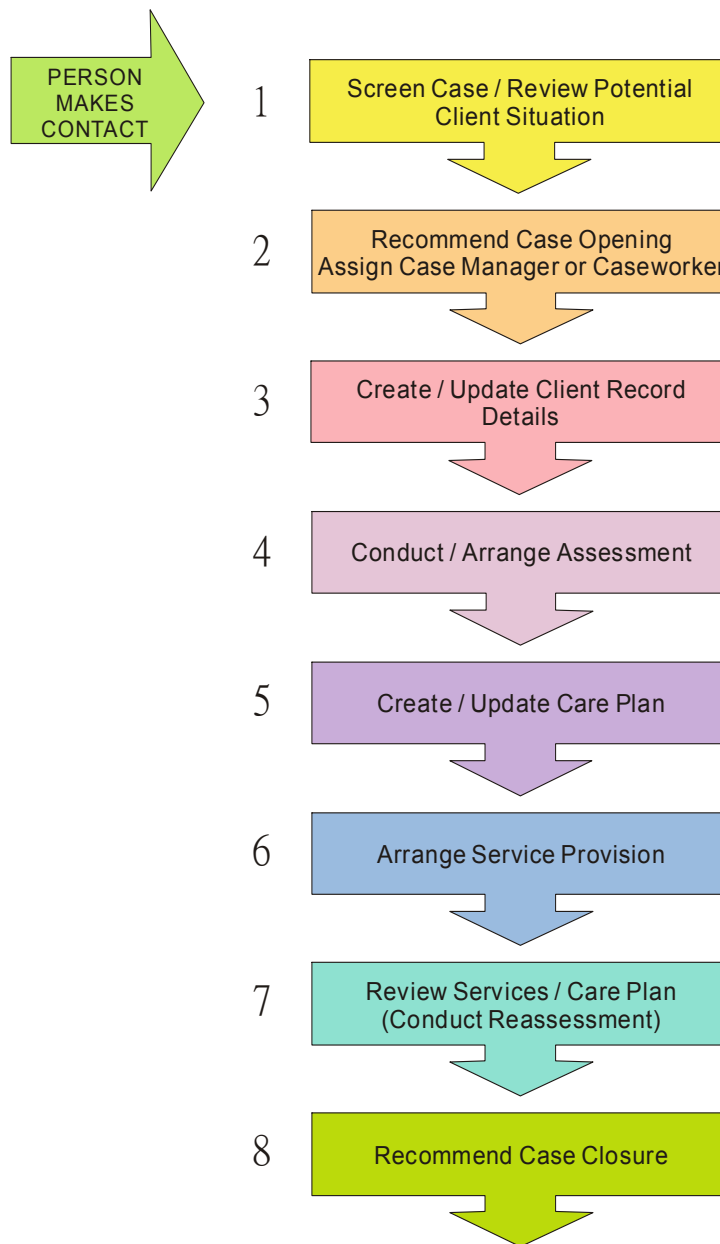 PERSON
MAKES
CONTACT
1
Screen Case / Review Potential
Client Situation
2
Recommend Case Opening
Assign Case Manager or Caseworker
3
Create / Update Client Record
Details
4
Conduct / Arrange Assessment
5
Create / Update Care Plan
6
Arrange Service Provision
7
Review Services / Care Plan
(Conduct Reassessment)
8
Recommend Case Closure